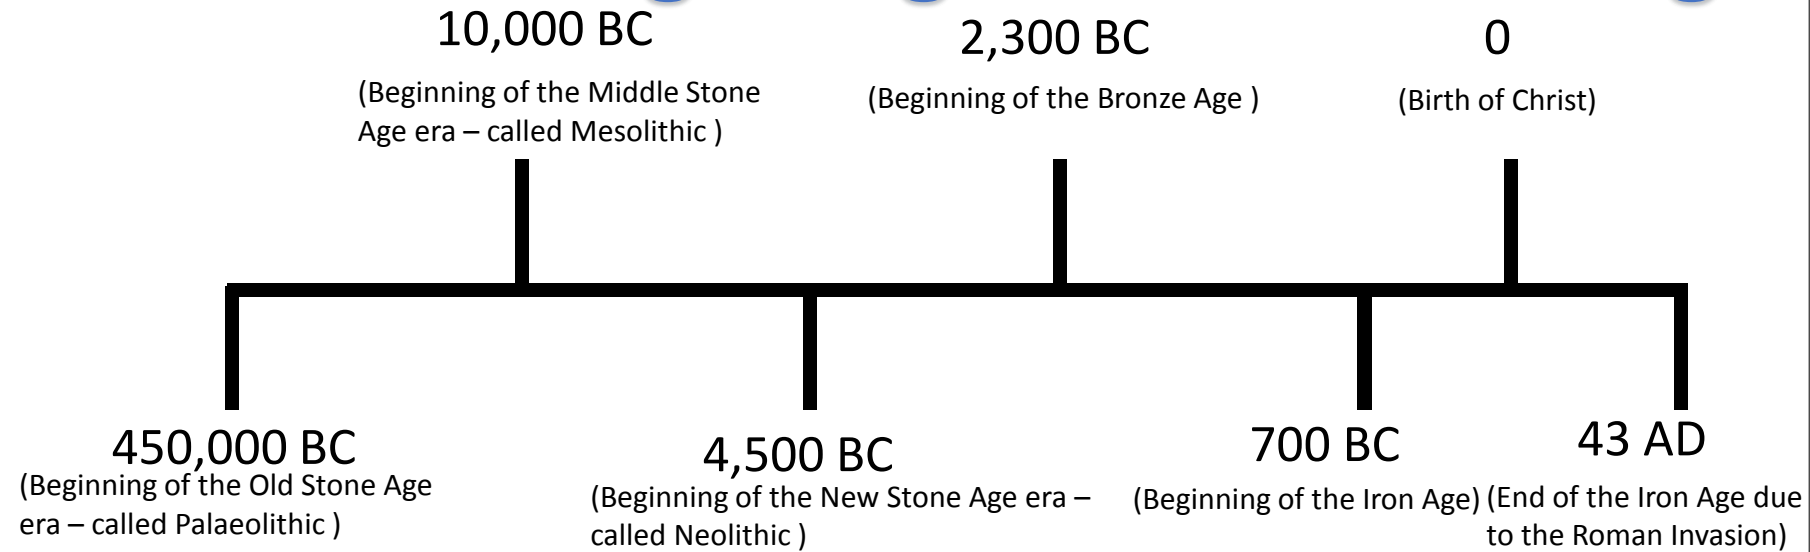 10,000 BC
(Beginning of the Middle Stone
Age era – called Mesolithic )
2,300 BC
(Beginning of the Bronze Age )
0
(Birth of Christ)
450,000 BC
(Beginning of the Old Stone Age
era – called Palaeolithic )
4,500 BC
(Beginning of the New Stone Age era –
called Neolithic )
700 BC
(Beginning of the Iron Age)
43 AD
(End of the Iron Age due
to the Roman Invasion)